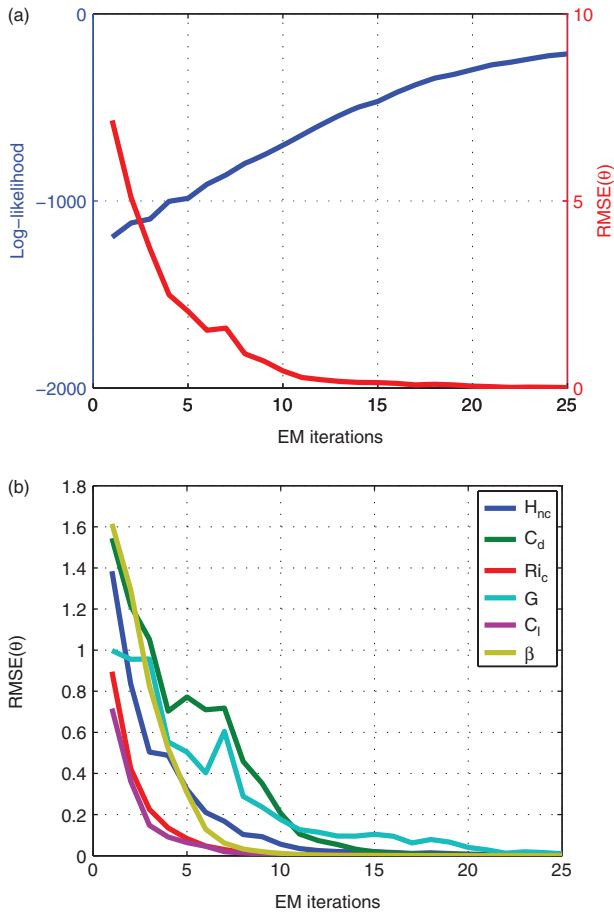 (a)
0
10
Log–likelihood
−1000
5
RMSE(θ)
−2000
0
0
5
10
15
20
25
EM iterations
(b)
1.8
1.6
1.4
1.2
1
0.8
0.6
0.4
0.2
0
RMSE(θ)
H_nc
C_d
Ri_c
G
C_l
β
0
5
10
15
20
25
EM iterations